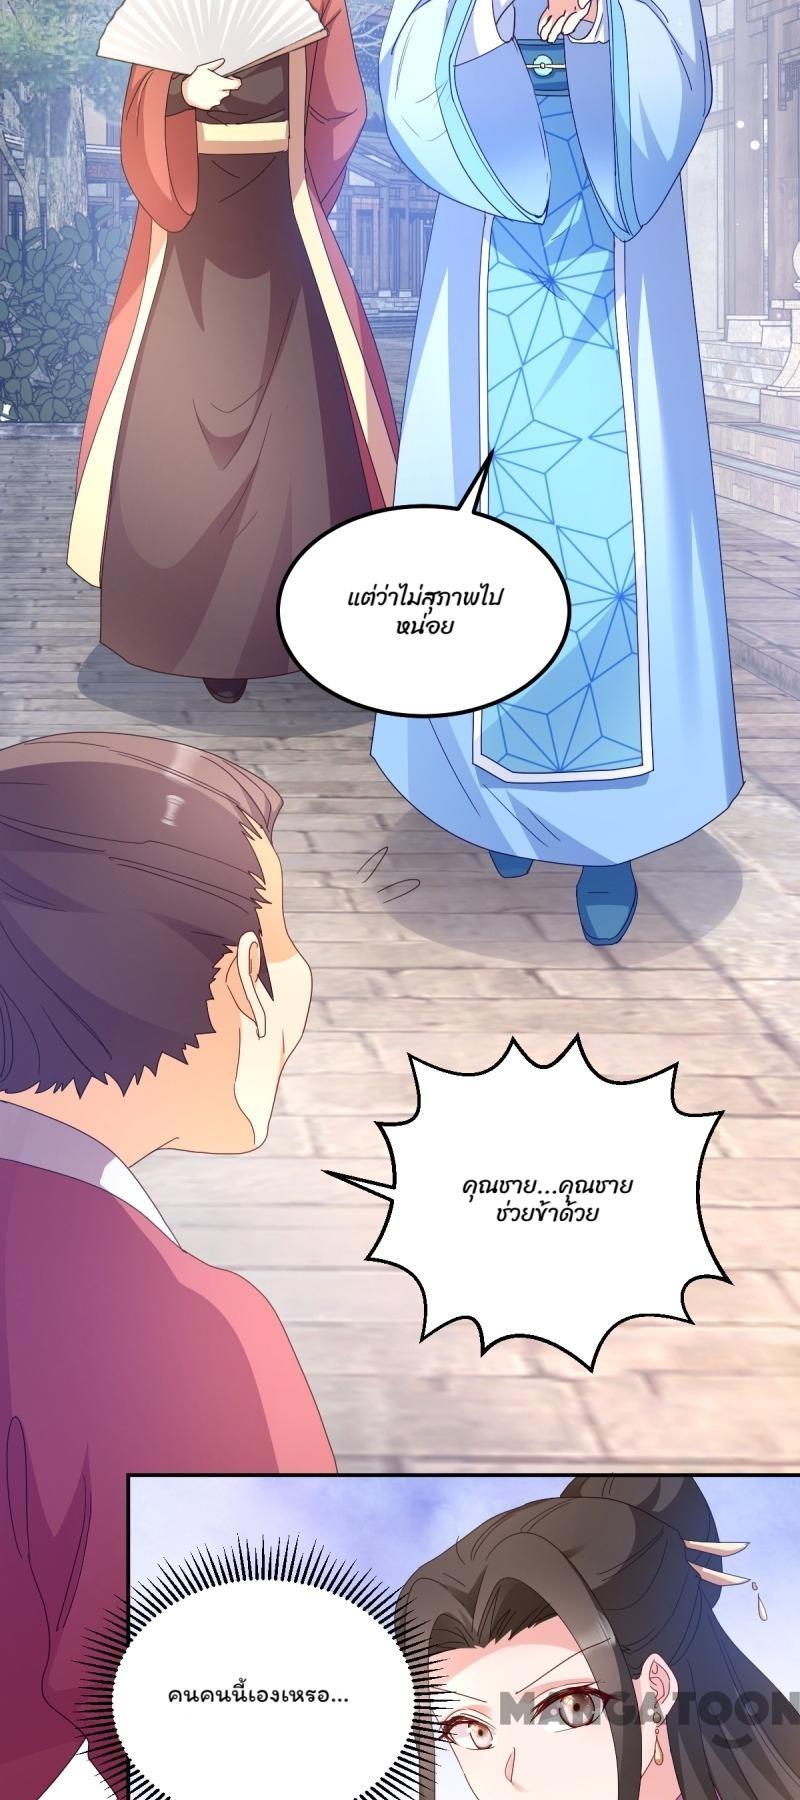 แต่ว่าไม่สุภาพไป
หน่อย
คุณชาย...คุณชาย
ช่วยข้าด้วย
คนคนนี้เองเหรอ...
MANGATOON